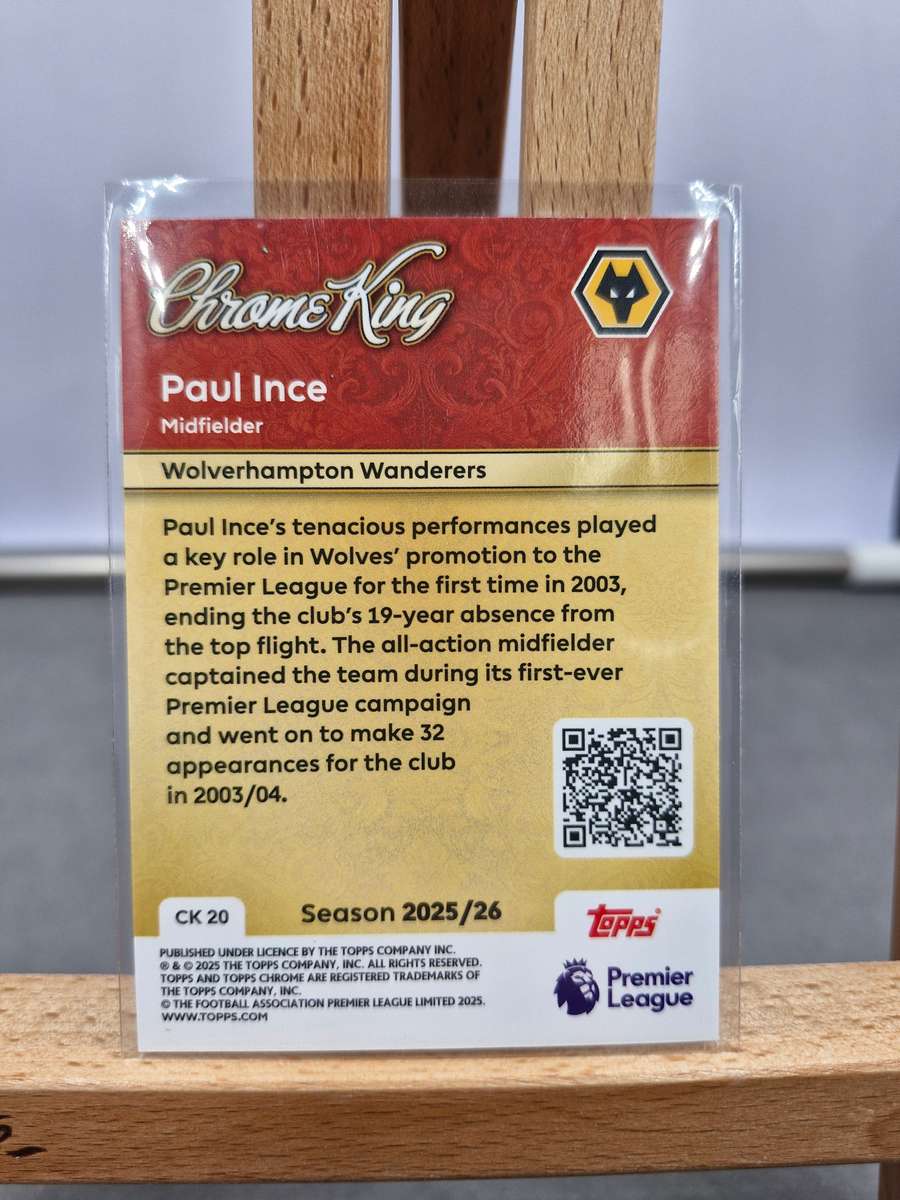 Chrome King
Paul Ince
Midfielder
Wolverhampton Wanderers
Paul Ince's tenacious performances played
a key role in Wolves' promotion to the
Premier League for the first time in 2003,
ending the club's 19-year absence from
the top flight. The all-action midfielder
captained the team during its first-ever
Premier League campaign
and went on to make 32
appearances for the club
in 2003/04.
CK 20
Season 2025/26
Topps
PUBLISHED UNDER LICENCE BY THE TOPPS COMPANY INC.
® & © 2025 THE TOPPS COMPANY, INC. ALL RIGHTS RESERVED.
TOPPS AND TOPPS CHROME ARE REGISTERED TRADEMARKS OF
THE TOPPS COMPANY, INC.
© THE FOOTBALL ASSOCIATION PREMIER LEAGUE LIMITED 2025.
WWW.TOPPS.COM
Premier
League